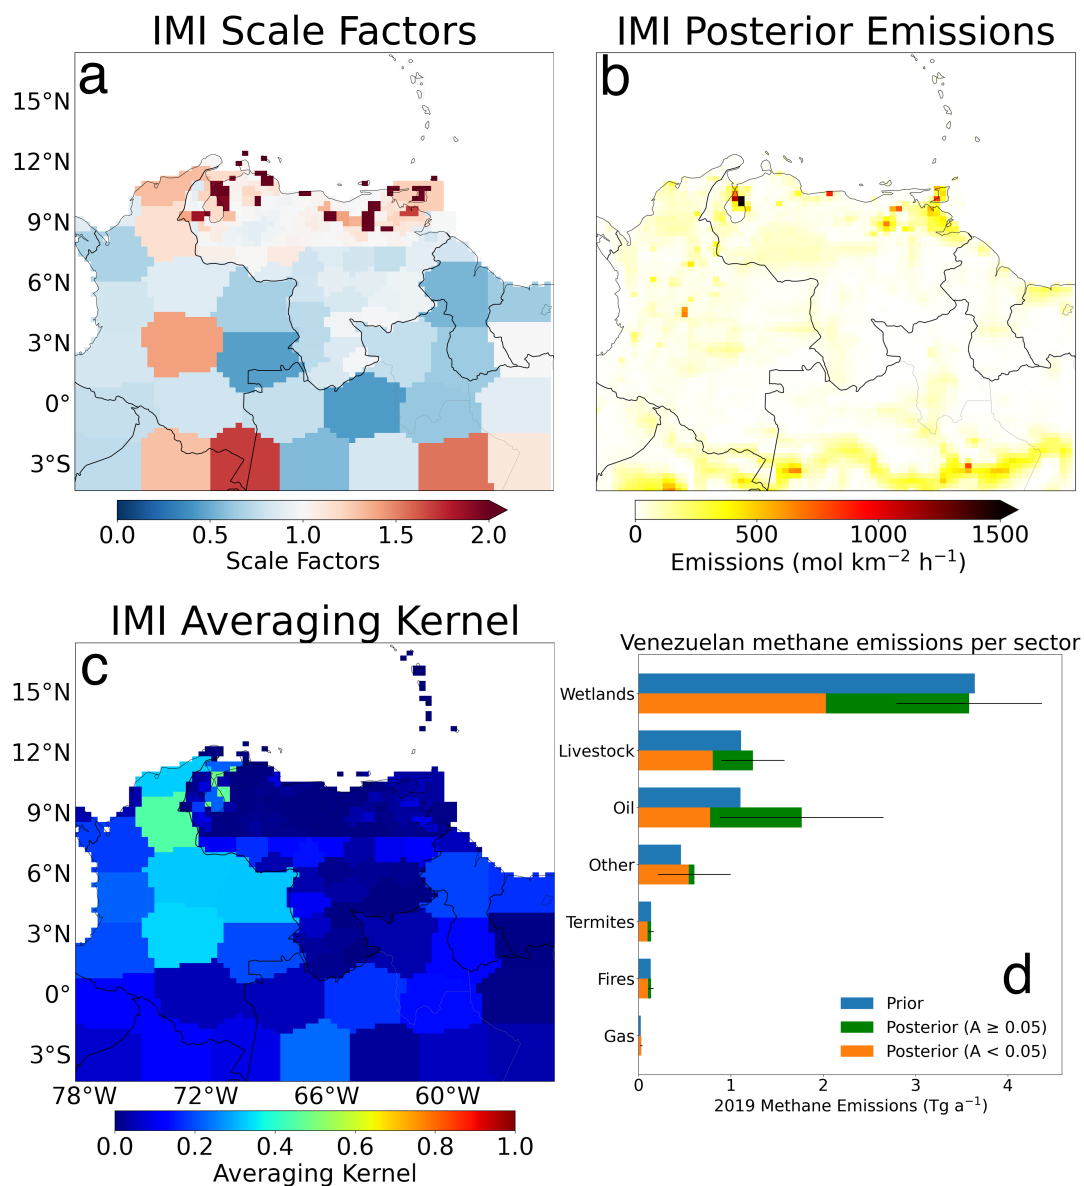 IMI Scale Factors
IMI Posterior Emissions
a
b
15°N
12°N
9°N
6°N
3°N
0°
3°S
0.0 0.5 1.0 1.5 2.0
Scale Factors
0 500 1000 1500
Emissions (mol km⁻² h⁻¹)
IMI Averaging Kernel
c
15°N
12°N
9°N
6°N
3°N
0°
3°S
78°W 72°W 66°W 60°W
0.0 0.2 0.4 0.6 0.8 1.0
Averaging Kernel
Venezuelan methane emissions per sector
Wetlands
Livestock
Oil
Other
Termites
Fires
Gas
d
Prior
Posterior (A ≥ 0.05)
Posterior (A < 0.05)
0 1 2 3 4
2019 Methane Emissions (Tg a⁻¹)